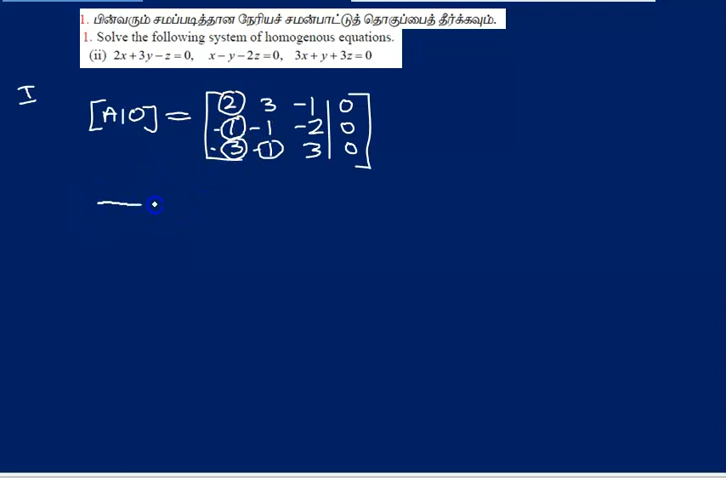 1. பின்வரும் சமப்படித்தான நேரியச் சமன்பாட்டுத் தொகுப்பைத் தீர்க்கவும்.
1. Solve the following system of homogenous equations.
(ii) 2x+3y−z=0, x−y−2z=0, 3x+y+3z=0
I
[A|0] = [2 3 -1 | 0
1 -1 -2 | 0
3 1 3 | 0]